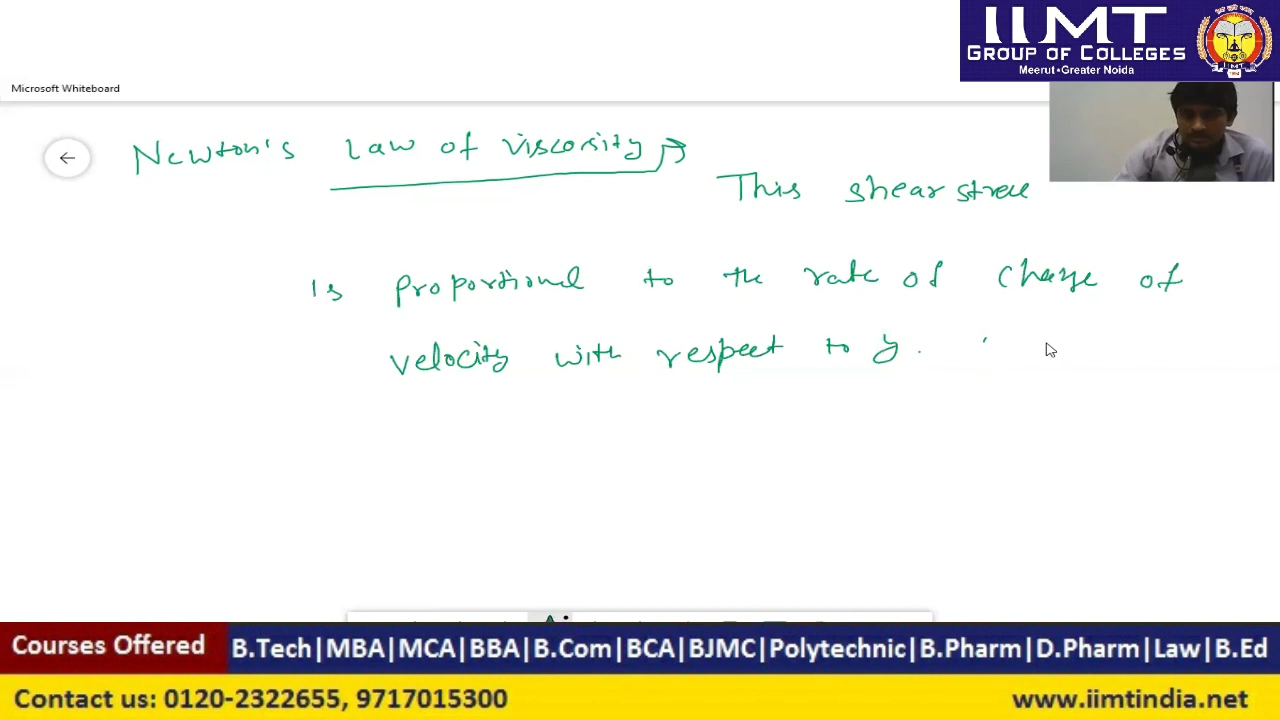 IIMT
GROUP OF COLLEGES
Meerut • Greater Noida
Microsoft Whiteboard
Newton's law of viscosity
This shear stress
is proportional to the rate of change of
velocity with respect to y.
Courses Offered
B.Tech|MBA|MCA|BBA|B.Com|BCA|BJMC|Polytechnic|B.Pharm|D.Pharm|Law|B.Ed
Contact us: 0120-2322655, 9717015300
www.iimtindia.net